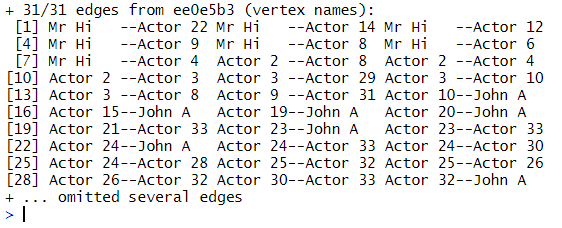 + 31/31 edges from ee0e5b3 (vertex names):
 [1] Mr Hi   --Actor 22 Mr Hi   --Actor 14 Mr Hi   --Actor 12
 [4] Mr Hi   --Actor 9  Mr Hi   --Actor 8  Mr Hi   --Actor 6
 [7] Mr Hi   --Actor 4  Actor 2 --Actor 8  Actor 2 --Actor 4
[10] Actor 2 --Actor 3  Actor 3 --Actor 29 Actor 3 --Actor 10
[13] Actor 3 --Actor 8  Actor 9 --Actor 31 Actor 10--John A
[16] Actor 15--John A   Actor 19--John A   Actor 20--John A
[19] Actor 21--Actor 33 Actor 23--John A   Actor 23--Actor 33
[22] Actor 24--John A   Actor 24--Actor 33 Actor 24--Actor 30
[25] Actor 24--Actor 28 Actor 25--Actor 32 Actor 25--Actor 26
[28] Actor 26--Actor 32 Actor 30--Actor 33 Actor 32--John A
+ ... omitted several edges
>